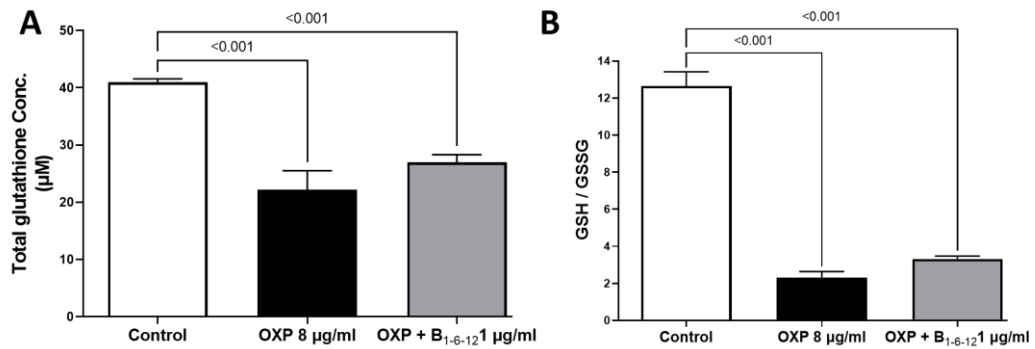 A
<0.001
<0.001
Total glutathione Conc.
(µM)
50
40
30
20
10
0
Control
OXP 8 µg/ml
OXP + B₁₋₆₋₁₂1 µg/ml
B
<0.001
<0.001
GSH / GSSG
14
12
10
8
6
4
2
0
Control
OXP 8 µg/ml
OXP + B₁₋₆₋₁₂1 µg/ml